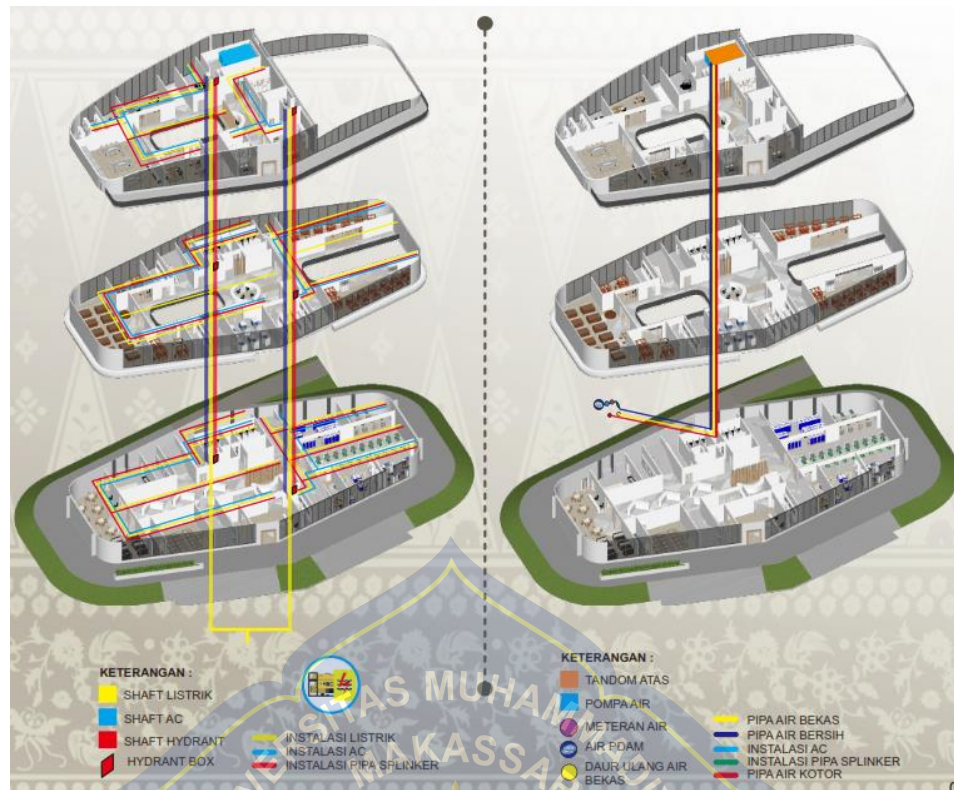 KETERANGAN :
SHAFT LISTRIK
SHAFT AC
SHAFT HYDRANT
HYDRANT BOX
INSTALASI LISTRIK
INSTALASI AC
INSTALASI PIPA SPLINKER
KETERANGAN :
TANDOM ATAS
POMPA AIR
METERAN AIR
AIR PDAM
DAUR ULANG AIR
BEKAS
PIPA AIR BEKAS
PIPA AIR BERSIH
INSTALASI AC
INSTALASI PIPA SPLINKER
PIPA AIR KOTOR
SITAS MUHAM
MAKASSA